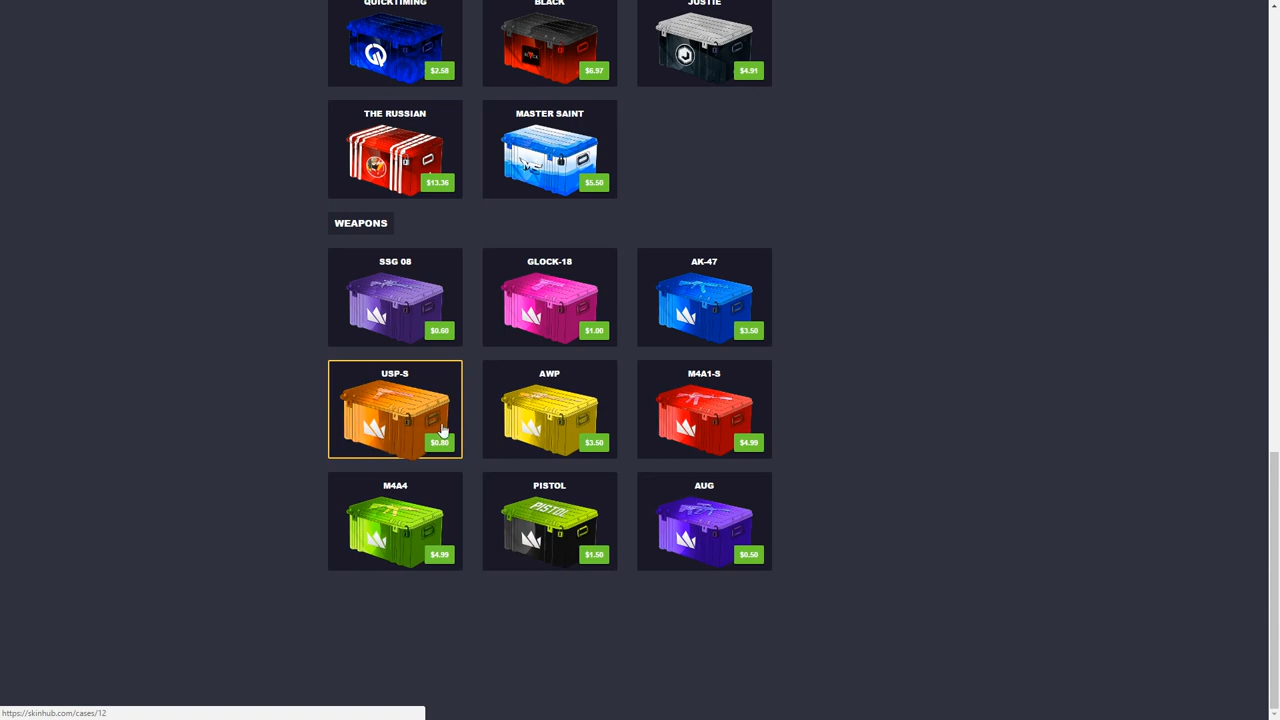 QUICKTIMING
BLACK
JUSTIE
$2.58
$6.97
$4.91
THE RUSSIAN
MASTER SAINT
$13.36
$5.50
WEAPONS
SSG 08
GLOCK-18
AK-47
$0.60
$1.00
$3.50
USP-S
AWP
M4A1-S
$0.80
$3.50
$4.99
M4A4
PISTOL
AUG
PISTOL
$4.99
$1.50
$0.50
https://skinhub.com/cases/12